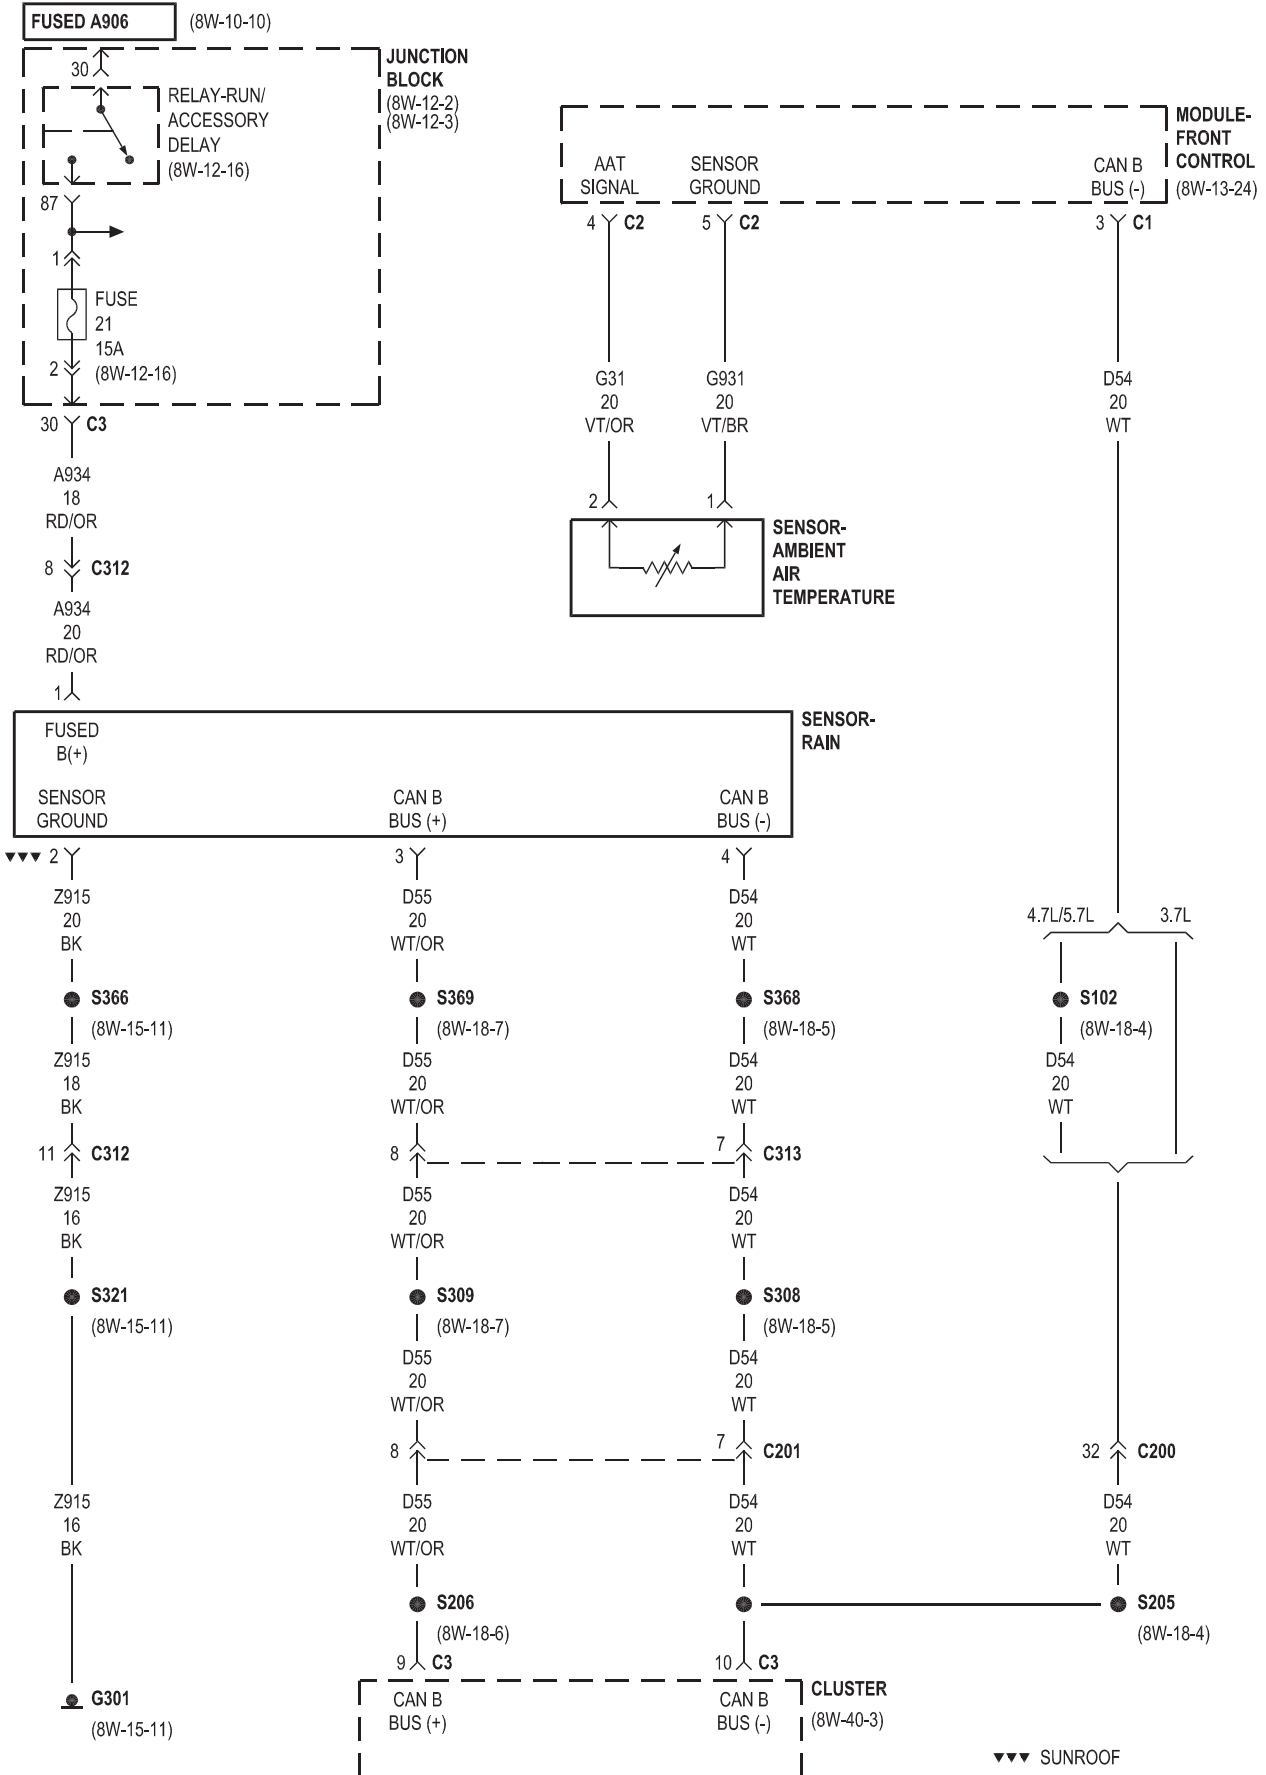 FUSED A906 (8W-10-10)
JUNCTION
BLOCK
(8W-12-2)
(8W-12-3)
30
RELAY-RUN/
ACCESSORY
DELAY
(8W-12-16)
87
1
FUSE
21
15A
(8W-12-16)
2
30 C3
A934
18
RD/OR
8 C312
A934
20
RD/OR
1
MODULE-
FRONT
CONTROL
(8W-13-24)
AAT
SIGNAL
SENSOR
GROUND
CAN B
BUS (-)
4 C2
5 C2
3 C1
G31
20
VT/OR
G931
20
VT/BR
D54
20
WT
2
1
SENSOR-
AMBIENT
AIR
TEMPERATURE
SENSOR-
RAIN
FUSED
B(+)
SENSOR
GROUND
CAN B
BUS (+)
CAN B
BUS (-)
▼▼▼ 2
3
4
Z915
20
BK
D55
20
WT/OR
D54
20
WT
4.7L/5.7L
3.7L
S366
(8W-15-11)
S369
(8W-18-7)
S368
(8W-18-5)
S102
(8W-18-4)
Z915
18
BK
D55
20
WT/OR
D54
20
WT
D54
20
WT
11 C312
8
7 C313
Z915
16
BK
D55
20
WT/OR
D54
20
WT
S321
(8W-15-11)
S309
(8W-18-7)
S308
(8W-18-5)
D55
20
WT/OR
D54
20
WT
8
7 C201
32 C200
Z915
16
BK
D55
20
WT/OR
D54
20
WT
D54
20
WT
S206
(8W-18-6)
S205
(8W-18-4)
9 C3
10 C3
G301
(8W-15-11)
CAN B
BUS (+)
CAN B
BUS (-)
CLUSTER
(8W-40-3)
▼▼▼ SUNROOF